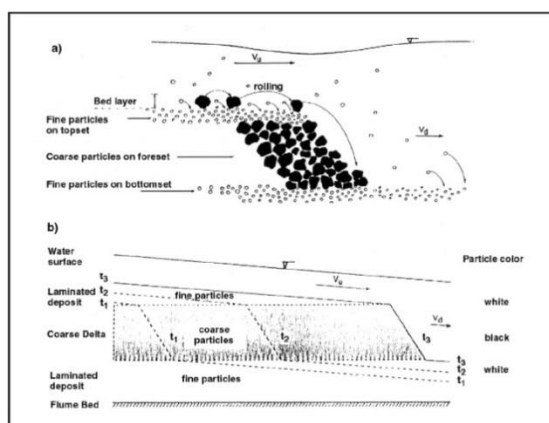 a)
Vu
rolling
Bed layer
Fine particles
on topset
Vd
Coarse particles on foreset
Fine particles on bottomset
b)
Water
surface
Particle color
t3
Vu
t2
Laminated
deposit
fine particles
white
t1
Vd
Coarse Delta
t1
coarse
particles
t2
t3
black
t3
Laminated
deposit
fine particles
t2
white
t1
Flume Bed